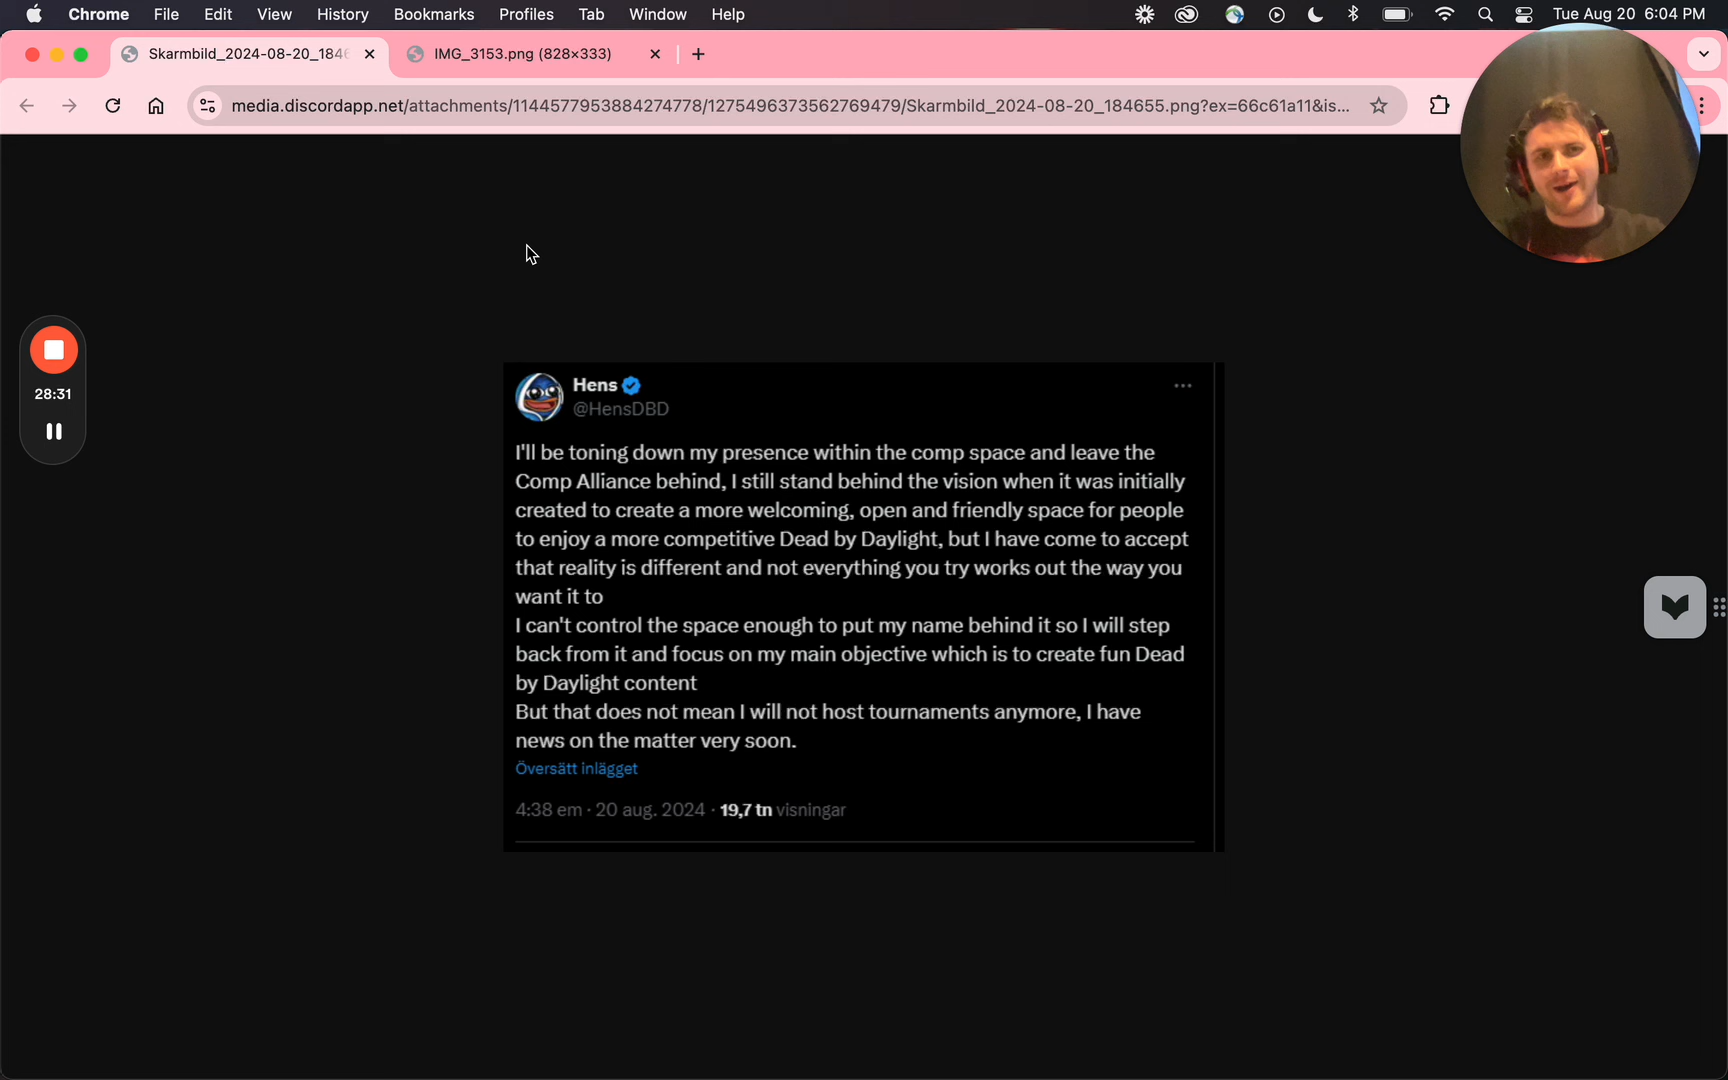 Chrome File Edit View History Bookmarks Profiles Tab Window Help Tue Aug 20 6:04 PM
Skarmbild_2024-08-20_1846 IMG_3153.png (828×333)
media.discordapp.net/attachments/1144577953884274778/1275496373562769479/Skarmbild_2024-08-20_184655.png?ex=66c61a11&is...
28:31
Hens
@HensDBD
I'll be toning down my presence within the comp space and leave the
Comp Alliance behind, I still stand behind the vision when it was initially
created to create a more welcoming, open and friendly space for people
to enjoy a more competitive Dead by Daylight, but I have come to accept
that reality is different and not everything you try works out the way you
want it to
I can't control the space enough to put my name behind it so I will step
back from it and focus on my main objective which is to create fun Dead
by Daylight content
But that does not mean I will not host tournaments anymore, I have
news on the matter very soon.
Översätt inlägget
4:38 em · 20 aug. 2024 · 19,7 tn visningar